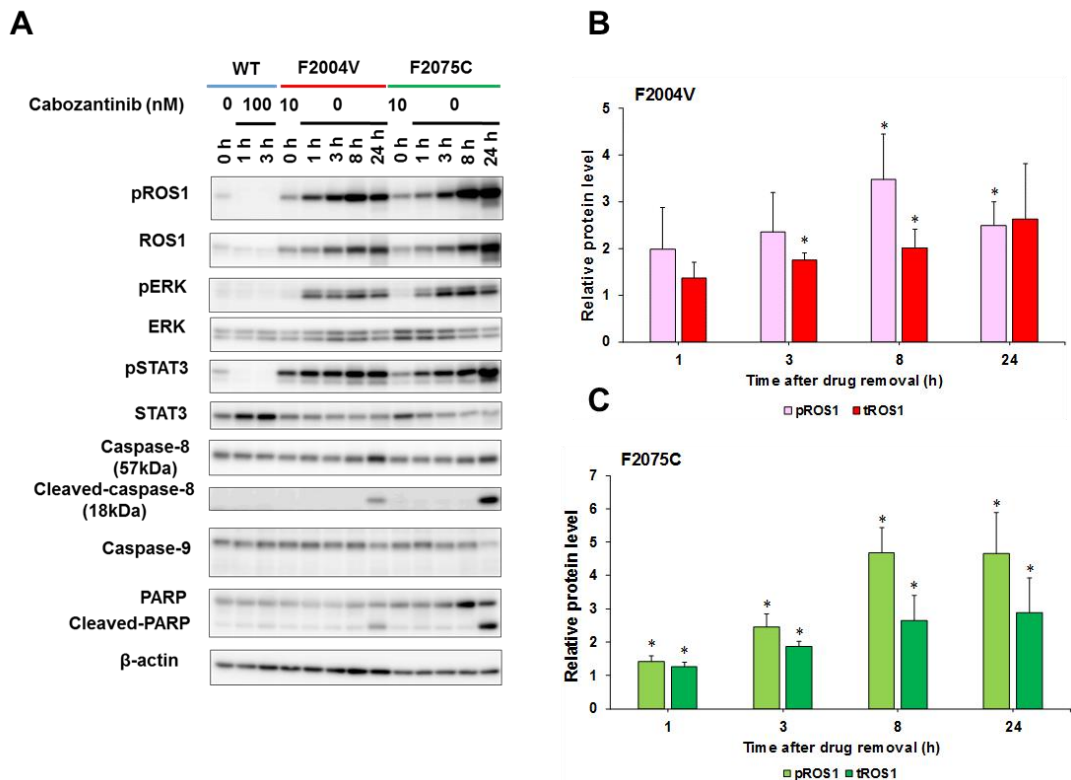 A
WT F2004V F2075C
Cabozantinib (nM) 0 100 10 0 10 0
0 h 1 h 3 h 0 h 1 h 3 h 8 h 24 h 0 h 1 h 3 h 8 h 24 h
pROS1
ROS1
pERK
ERK
pSTAT3
STAT3
Caspase-8
(57kDa)
Cleaved-caspase-8
(18kDa)
Caspase-9
PARP
Cleaved-PARP
β-actin
B
F2004V
Relative protein level
5
4
3
2
1
0
* * * *
1 3 8 24
Time after drug removal (h)
pROS1 tROS1
C
F2075C
Relative protein level
7
6
5
4
3
2
1
0
* * * * * * * *
1 3 8 24
Time after drug removal (h)
pROS1 tROS1